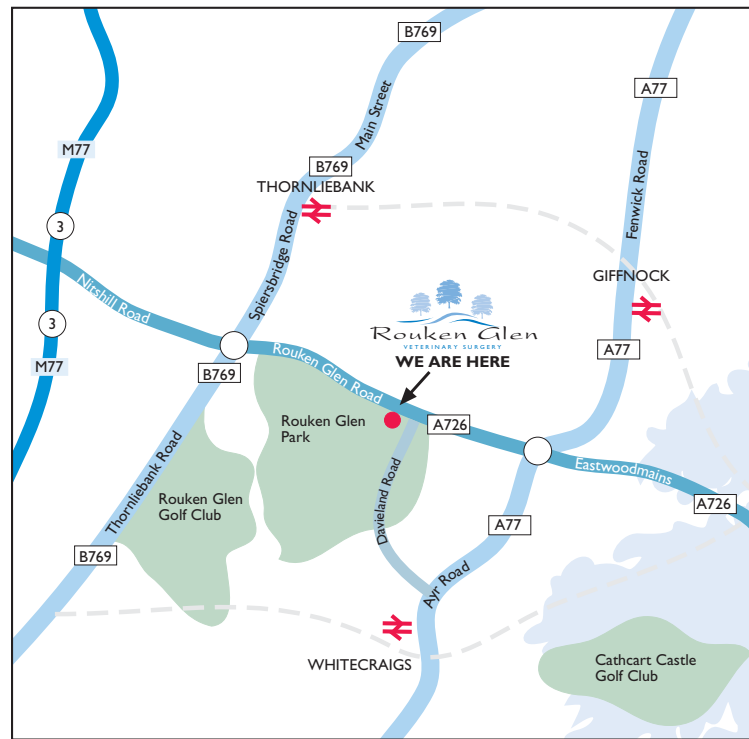 B769
A77
Main Street
M77
B769
THORNLIEBANK
Fenwick Road
3
Spiersbridge Road
GIFFNOCK
Nitshill Road
3
Rouken Glen
VETERINARY SURGERY
WE ARE HERE
A77
M77
B769
Rouken Glen Road
Rouken Glen
Park
A726
Eastwoodmains
Thornliebank Road
Rouken Glen
Golf Club
Davieland Road
A77
A726
B769
Ayr Road
WHITECRAIGS
Cathcart Castle
Golf Club